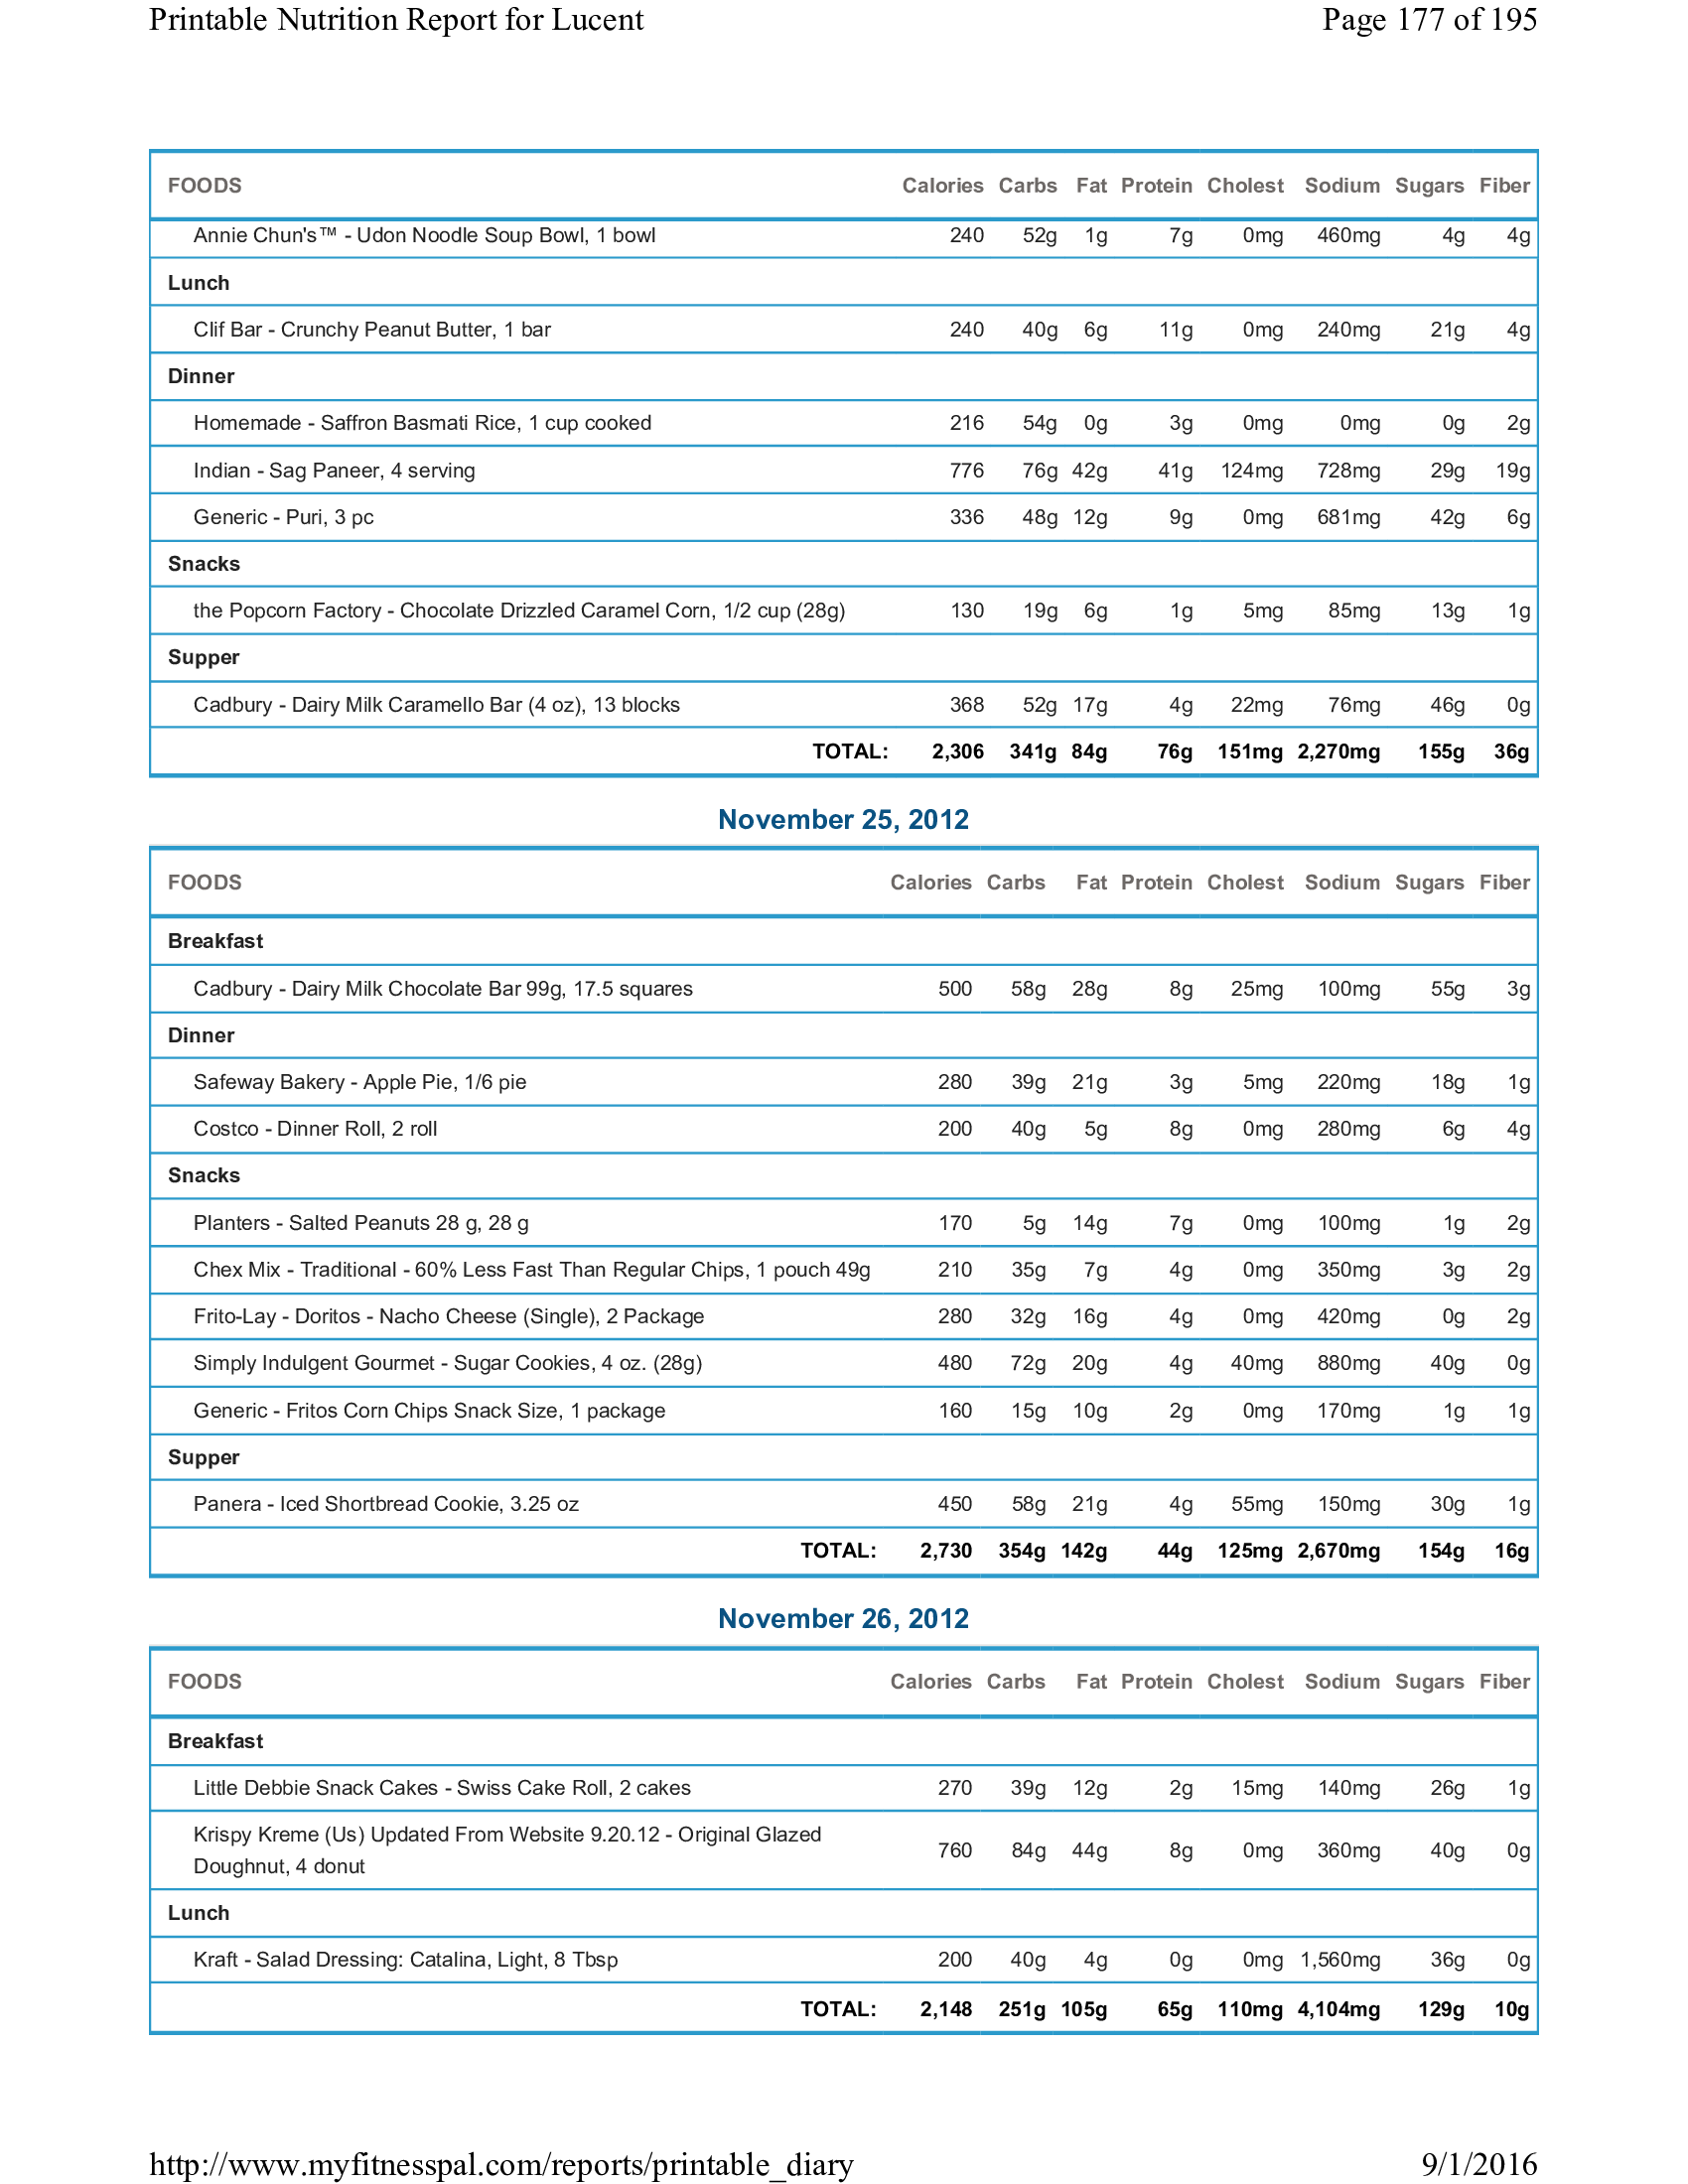 Printable Nutrition Report for Lucent Page 177 of 195
FOODS Calories Carbs Fat Protein Cholest Sodium Sugars Fiber
Annie Chun's™ - Udon Noodle Soup Bowl, 1 bowl 240 52g 1g 7g 0mg 460mg 4g 4g
Lunch
Clif Bar - Crunchy Peanut Butter, 1 bar 240 40g 6g 11g 0mg 240mg 21g 4g
Dinner
Homemade - Saffron Basmati Rice, 1 cup cooked 216 54g 0g 3g 0mg 0mg 0g 2g
Indian - Sag Paneer, 4 serving 776 76g 42g 41g 124mg 728mg 29g 19g
Generic - Puri, 3 pc 336 48g 12g 9g 0mg 681mg 42g 6g
Snacks
the Popcorn Factory - Chocolate Drizzled Caramel Corn, 1/2 cup (28g) 130 19g 6g 1g 5mg 85mg 13g 1g
Supper
Cadbury - Dairy Milk Caramello Bar (4 oz), 13 blocks 368 52g 17g 4g 22mg 76mg 46g 0g
TOTAL: 2,306 341g 84g 76g 151mg 2,270mg 155g 36g
November 25, 2012
FOODS Calories Carbs Fat Protein Cholest Sodium Sugars Fiber
Breakfast
Cadbury - Dairy Milk Chocolate Bar 99g, 17.5 squares 500 58g 28g 8g 25mg 100mg 55g 3g
Dinner
Safeway Bakery - Apple Pie, 1/6 pie 280 39g 21g 3g 5mg 220mg 18g 1g
Costco - Dinner Roll, 2 roll 200 40g 5g 8g 0mg 280mg 6g 4g
Snacks
Planters - Salted Peanuts 28 g, 28 g 170 5g 14g 7g 0mg 100mg 1g 2g
Chex Mix - Traditional - 60% Less Fast Than Regular Chips, 1 pouch 49g 210 35g 7g 4g 0mg 350mg 3g 2g
Frito-Lay - Doritos - Nacho Cheese (Single), 2 Package 280 32g 16g 4g 0mg 420mg 0g 2g
Simply Indulgent Gourmet - Sugar Cookies, 4 oz. (28g) 480 72g 20g 4g 40mg 880mg 40g 0g
Generic - Fritos Corn Chips Snack Size, 1 package 160 15g 10g 2g 0mg 170mg 1g 1g
Supper
Panera - Iced Shortbread Cookie, 3.25 oz 450 58g 21g 4g 55mg 150mg 30g 1g
TOTAL: 2,730 354g 142g 44g 125mg 2,670mg 154g 16g
November 26, 2012
FOODS Calories Carbs Fat Protein Cholest Sodium Sugars Fiber
Breakfast
Little Debbie Snack Cakes - Swiss Cake Roll, 2 cakes 270 39g 12g 2g 15mg 140mg 26g 1g
Krispy Kreme (Us) Updated From Website 9.20.12 - Original Glazed
Doughnut, 4 donut 760 84g 44g 8g 0mg 360mg 40g 0g
Lunch
Kraft - Salad Dressing: Catalina, Light, 8 Tbsp 200 40g 4g 0g 0mg 1,560mg 36g 0g
TOTAL: 2,148 251g 105g 65g 110mg 4,104mg 129g 10g
http://www.myfitnesspal.com/reports/printable_diary 9/1/2016